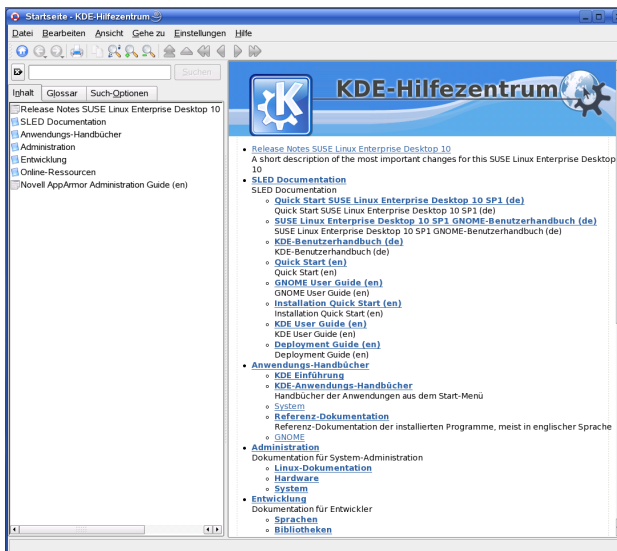 Startseite - KDE-Hilfezentrum
Datei Bearbeiten Ansicht Gehe zu Einstellungen Hilfe
Suchen
Inhalt Glossar Such-Optionen
Release Notes SUSE Linux Enterprise Desktop 10
SLED Documentation
Anwendungs-Handbücher
Administration
Entwicklung
Online-Ressourcen
Novell AppArmor Administration Guide (en)
KDE-Hilfezentrum
Release Notes SUSE Linux Enterprise Desktop 10
A short description of the most important changes for this SUSE Linux Enterprise Desktop
10
SLED Documentation
SLED Documentation
Quick Start SUSE Linux Enterprise Desktop 10 SP1 (de)
Quick Start SUSE Linux Enterprise Desktop 10 SP1 (de)
SUSE Linux Enterprise Desktop 10 SP1 GNOME-Benutzerhandbuch (de)
SUSE Linux Enterprise Desktop 10 SP1 GNOME-Benutzerhandbuch (de)
KDE-Benutzerhandbuch (de)
KDE-Benutzerhandbuch (de)
Quick Start (en)
Quick Start (en)
GNOME User Guide (en)
GNOME User Guide (en)
Installation Quick Start (en)
Installation Quick Start (en)
KDE User Guide (en)
KDE User Guide (en)
Deployment Guide (en)
Deployment Guide (en)
Anwendungs-Handbücher
KDE Einführung
KDE-Anwendungs-Handbücher
Handbücher der Anwendungen aus dem Start-Menü
System
Referenz-Dokumentation
Referenz-Dokumentation der installierten Programme, meist in englischer Sprache
GNOME
Administration
Dokumentation für System-Administration
Linux-Dokumentation
Hardware
System
Entwicklung
Dokumentation für Entwickler
Sprachen
Bibliotheken